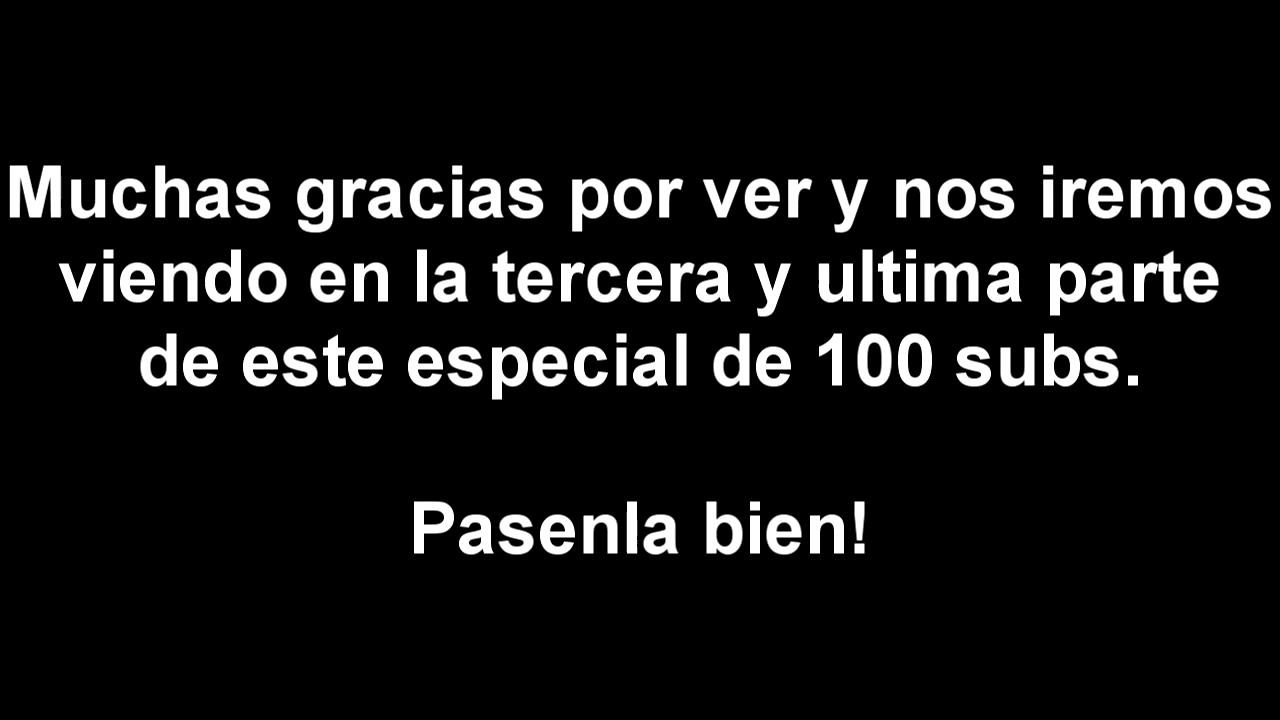 Muchas gracias por ver y nos iremos
viendo en la tercera y ultima parte
de este especial de 100 subs.
Pasenla bien!